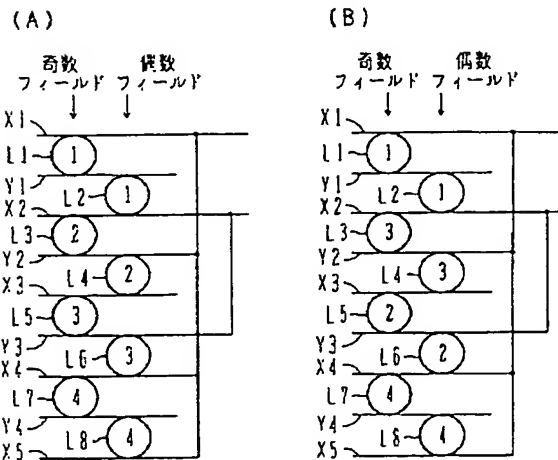 (A)
奇数 偶数
フィールド フィールド
X1
L1 1
Y1
L2 1
X2
L3 2
Y2
L4 2
X3
L5 3
Y3
L6 3
X4
L7 4
Y4
L8 4
X5
(B)
奇数 偶数
フィールド フィールド
X1
L1 1
Y1
L2 1
X2
L3 3
Y2
L4 3
X3
L5 2
Y3
L6 2
X4
L7 4
Y4
L8 4
X5